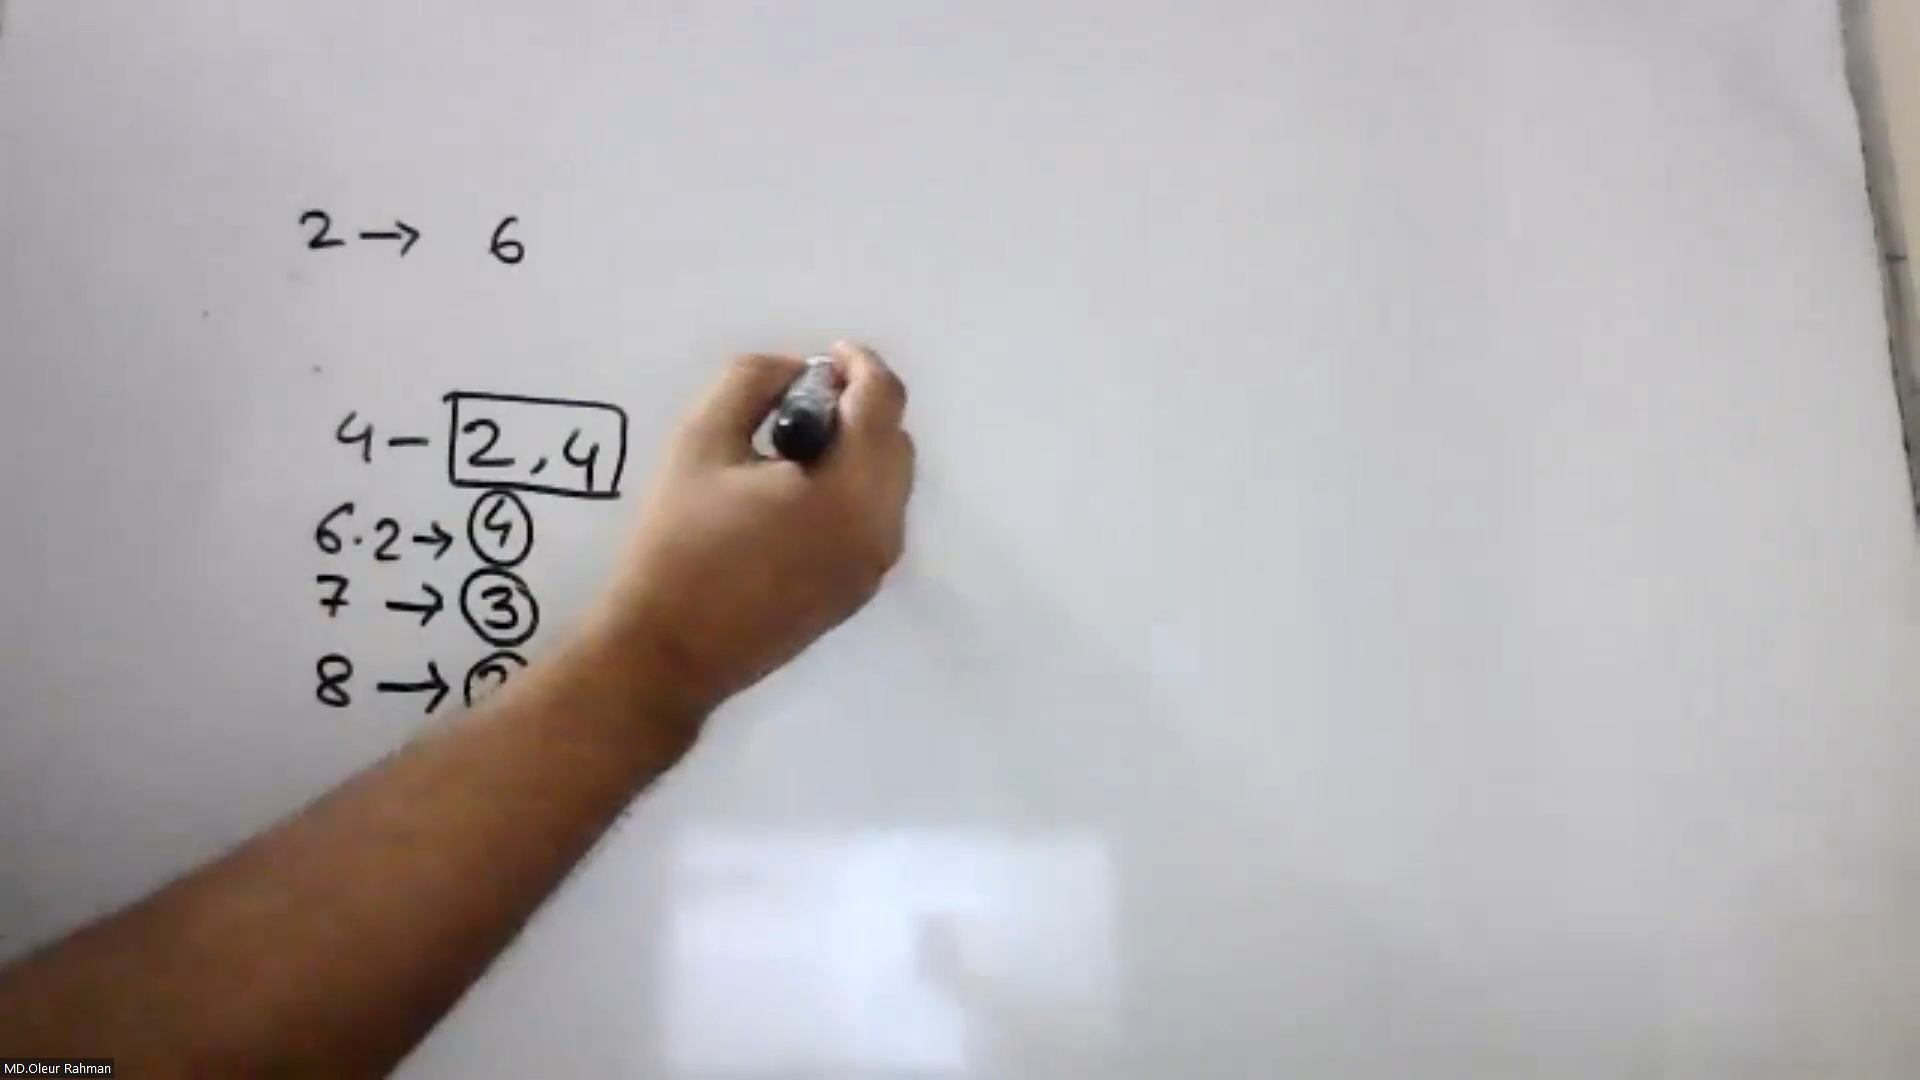 2 → 6
4 - 2, 4
6.2 → 4
7 → 3
8 →
MD.Oleur Rahman